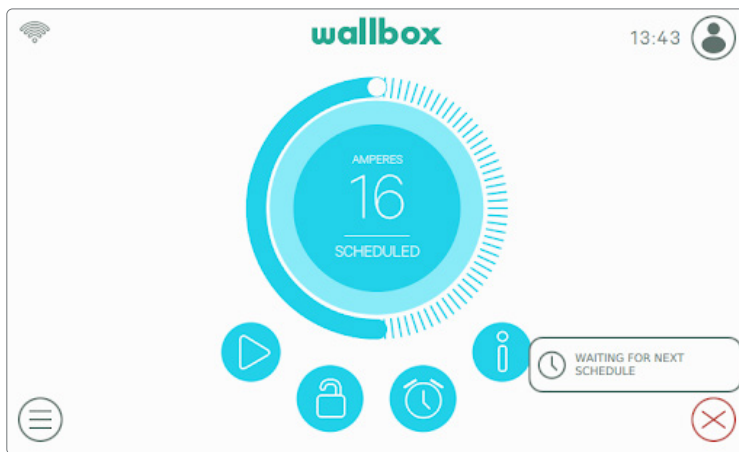 wallbox
13:43
AMPERES
16
SCHEDULED
WAITING FOR NEXT
SCHEDULE